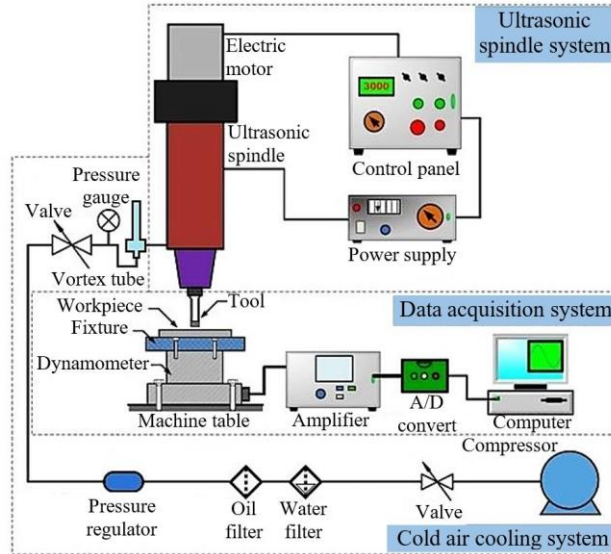 Ultrasonic
spindle system
Electric
motor
3000
Ultrasonic
spindle
Control panel
Pressure
gauge
Valve
Vortex tube
Power supply
Tool
Workpiece
Fixture
Dynamometer
Data acquisition system
Machine table
Amplifier
A/D
convert
Computer
Compressor
Pressure
regulator
Oil
filter
Water
filter
Valve
Cold air cooling system